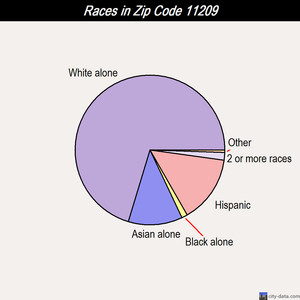 Races in Zip Code 11209
White alone
Other
2 or more races
Hispanic
Asian alone
Black alone
city-data.com